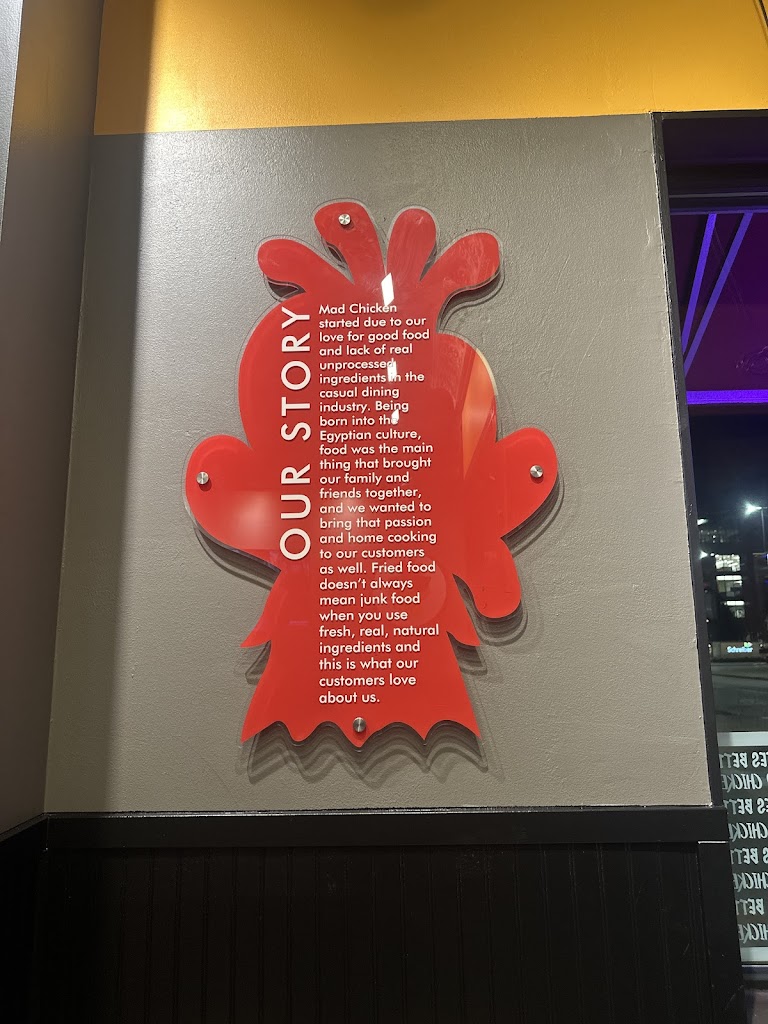 OUR STORY
Mad Chicken
started due to our
love for good food
and lack of real
unprocessed
ingredients in the
casual dining
industry. Being
born into the
Egyptian culture,
food was the main
thing that brought
our family and
friends together,
and we wanted to
bring that passion
and home cooking
to our customers
as well. Fried food
doesn't always
mean junk food
when you use
fresh, real, natural
ingredients and
this is what our
customers love
about us.
Schreiber